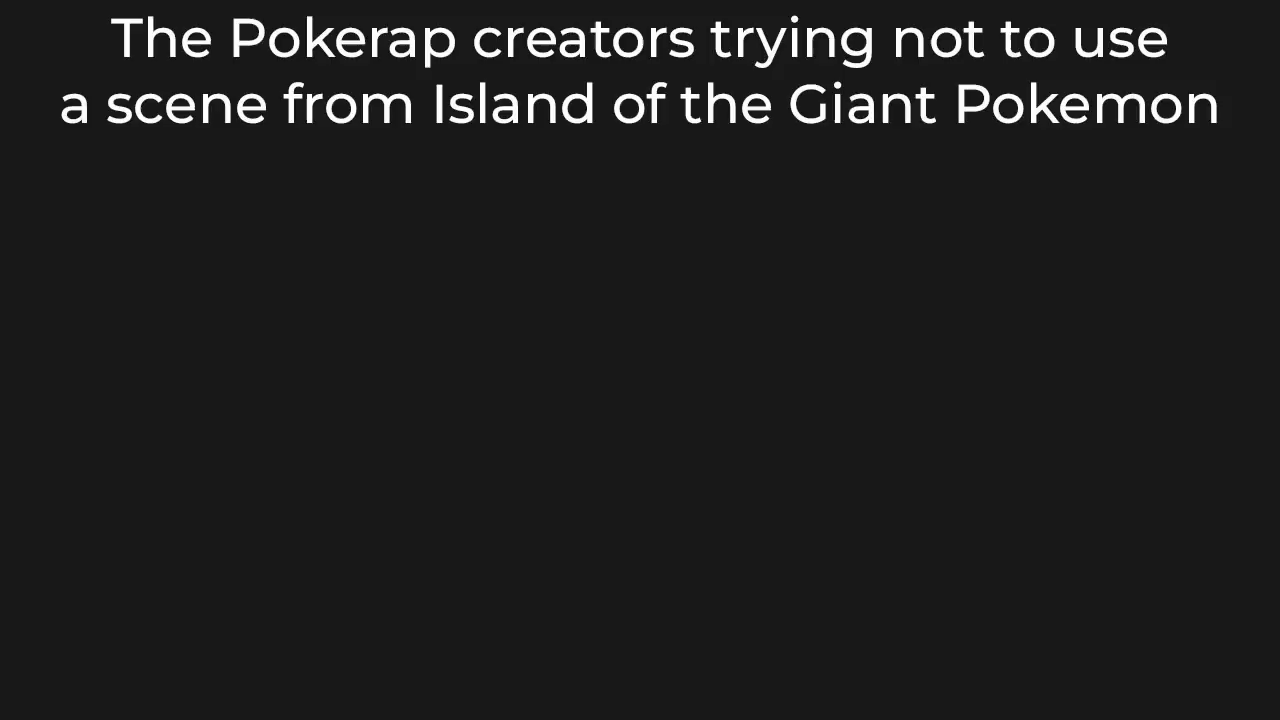 The Pokerap creators trying not to use
a scene from Island of the Giant Pokemon